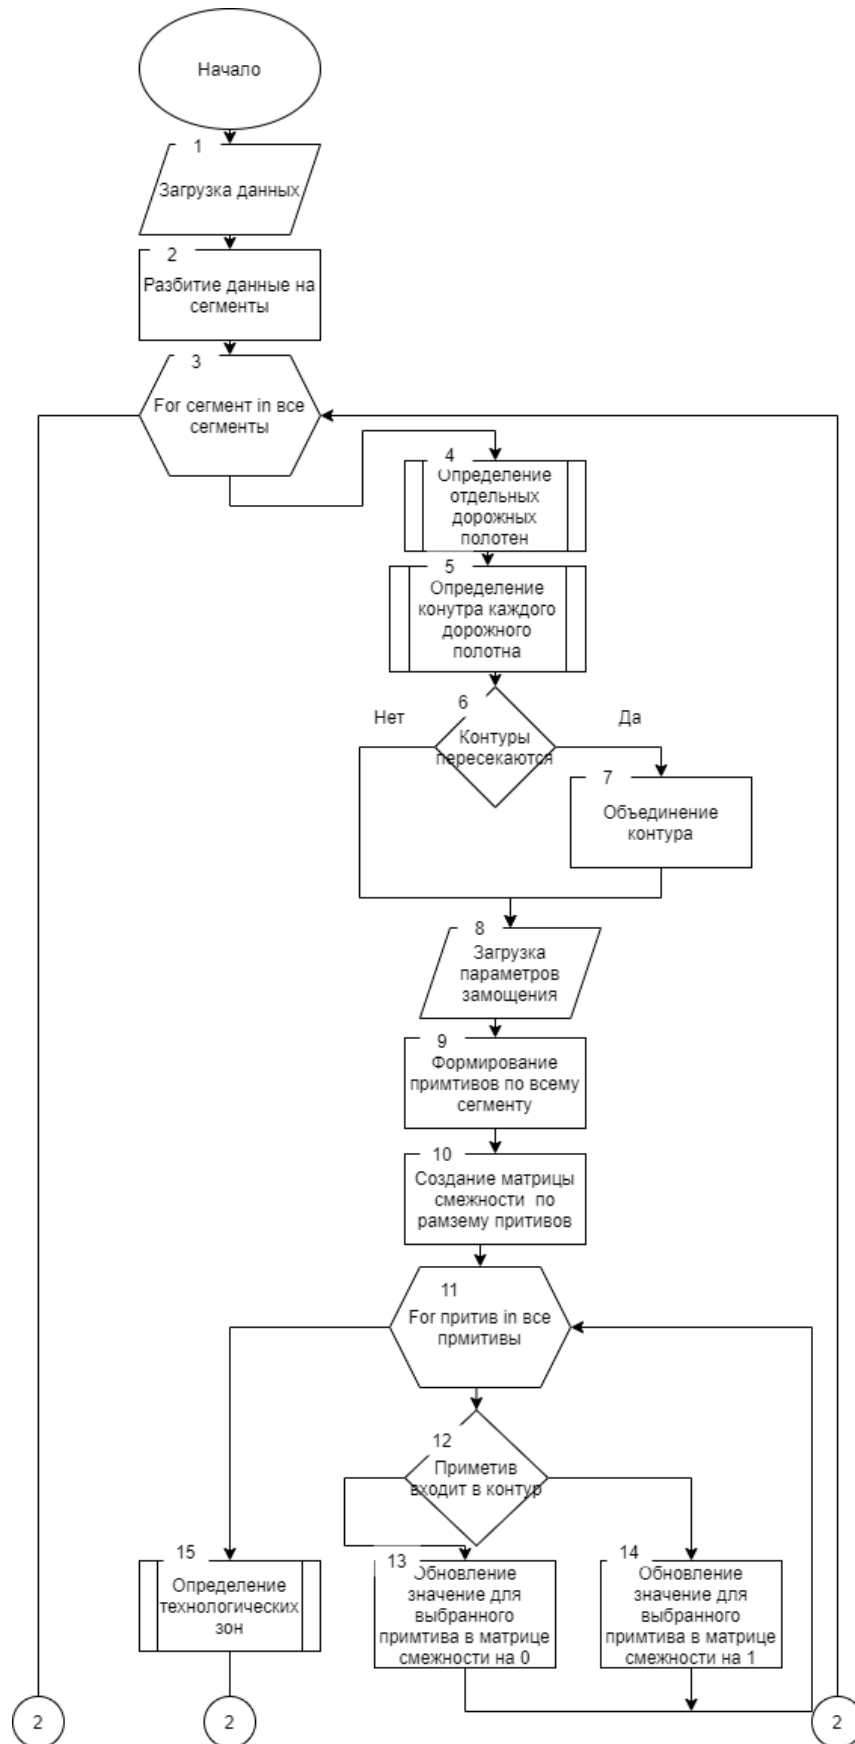 Начало
1
Загрузка данных
2
Разбитие данные на
сегменты
3
For сегмент in все
сегменты
4
Определение
отдельных
дорожных
полотен
5
Определение
конутра каждого
дорожного
полотна
6
Нет
Да
Контуры
пересекаются
7
Объединение
контура
8
Загрузка
параметров
замощения
9
Формирование
примтивов по всему
сегменту
10
Создание матрицы
смежности по
рамзему притивов
11
For притив in все
прмитивы
12
Приметив
входит в контур
15
Определение
технологических
зон
13
Обновление
значение для
выбранного
примтива в матрице
смежности на 0
14
Обновление
значение для
выбранного
примтива в матрице
смежности на 1
2
2
2